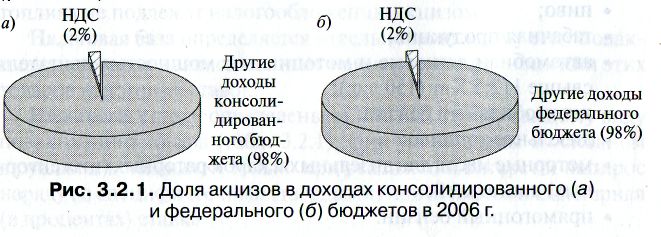 а)
НДС
(2%)
Другие
доходы
консоли-
дирован-
ного бюд-
жета (98%)
б)
НДС
(2%)
Другие доходы
федерального
бюджета (98%)
Рис. 3.2.1. Доля акцизов в доходах консолидированного (а)
и федерального (б) бюджетов в 2006 г.